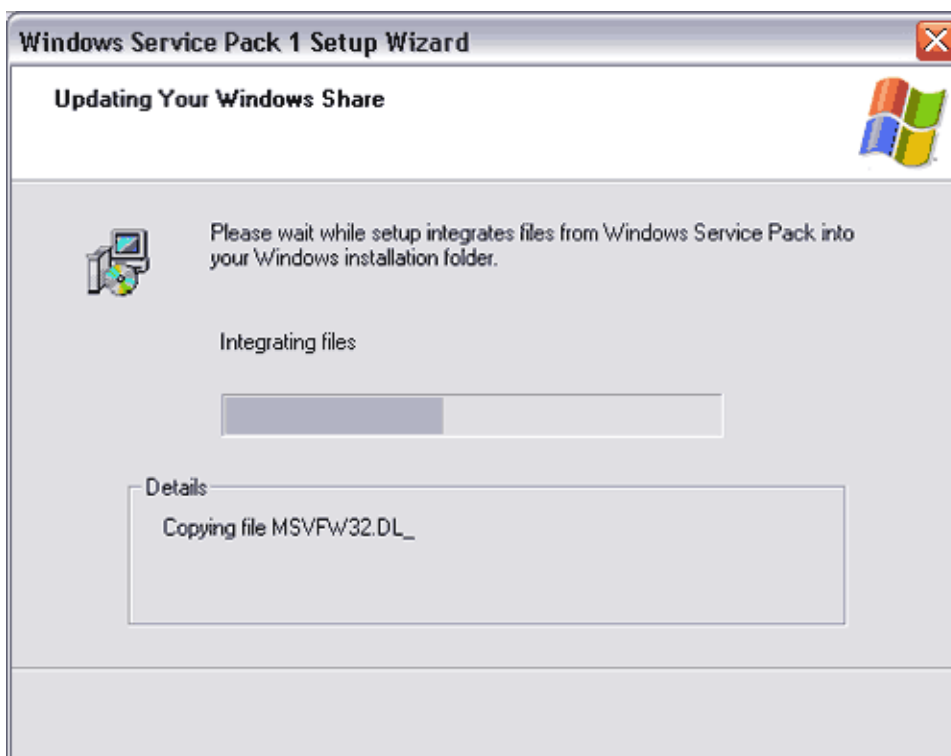 Windows Service Pack 1 Setup Wizard
Updating Your Windows Share
Please wait while setup integrates files from Windows Service Pack into
your Windows installation folder.
Integrating files
Details
Copying file MSVFW32.DL_